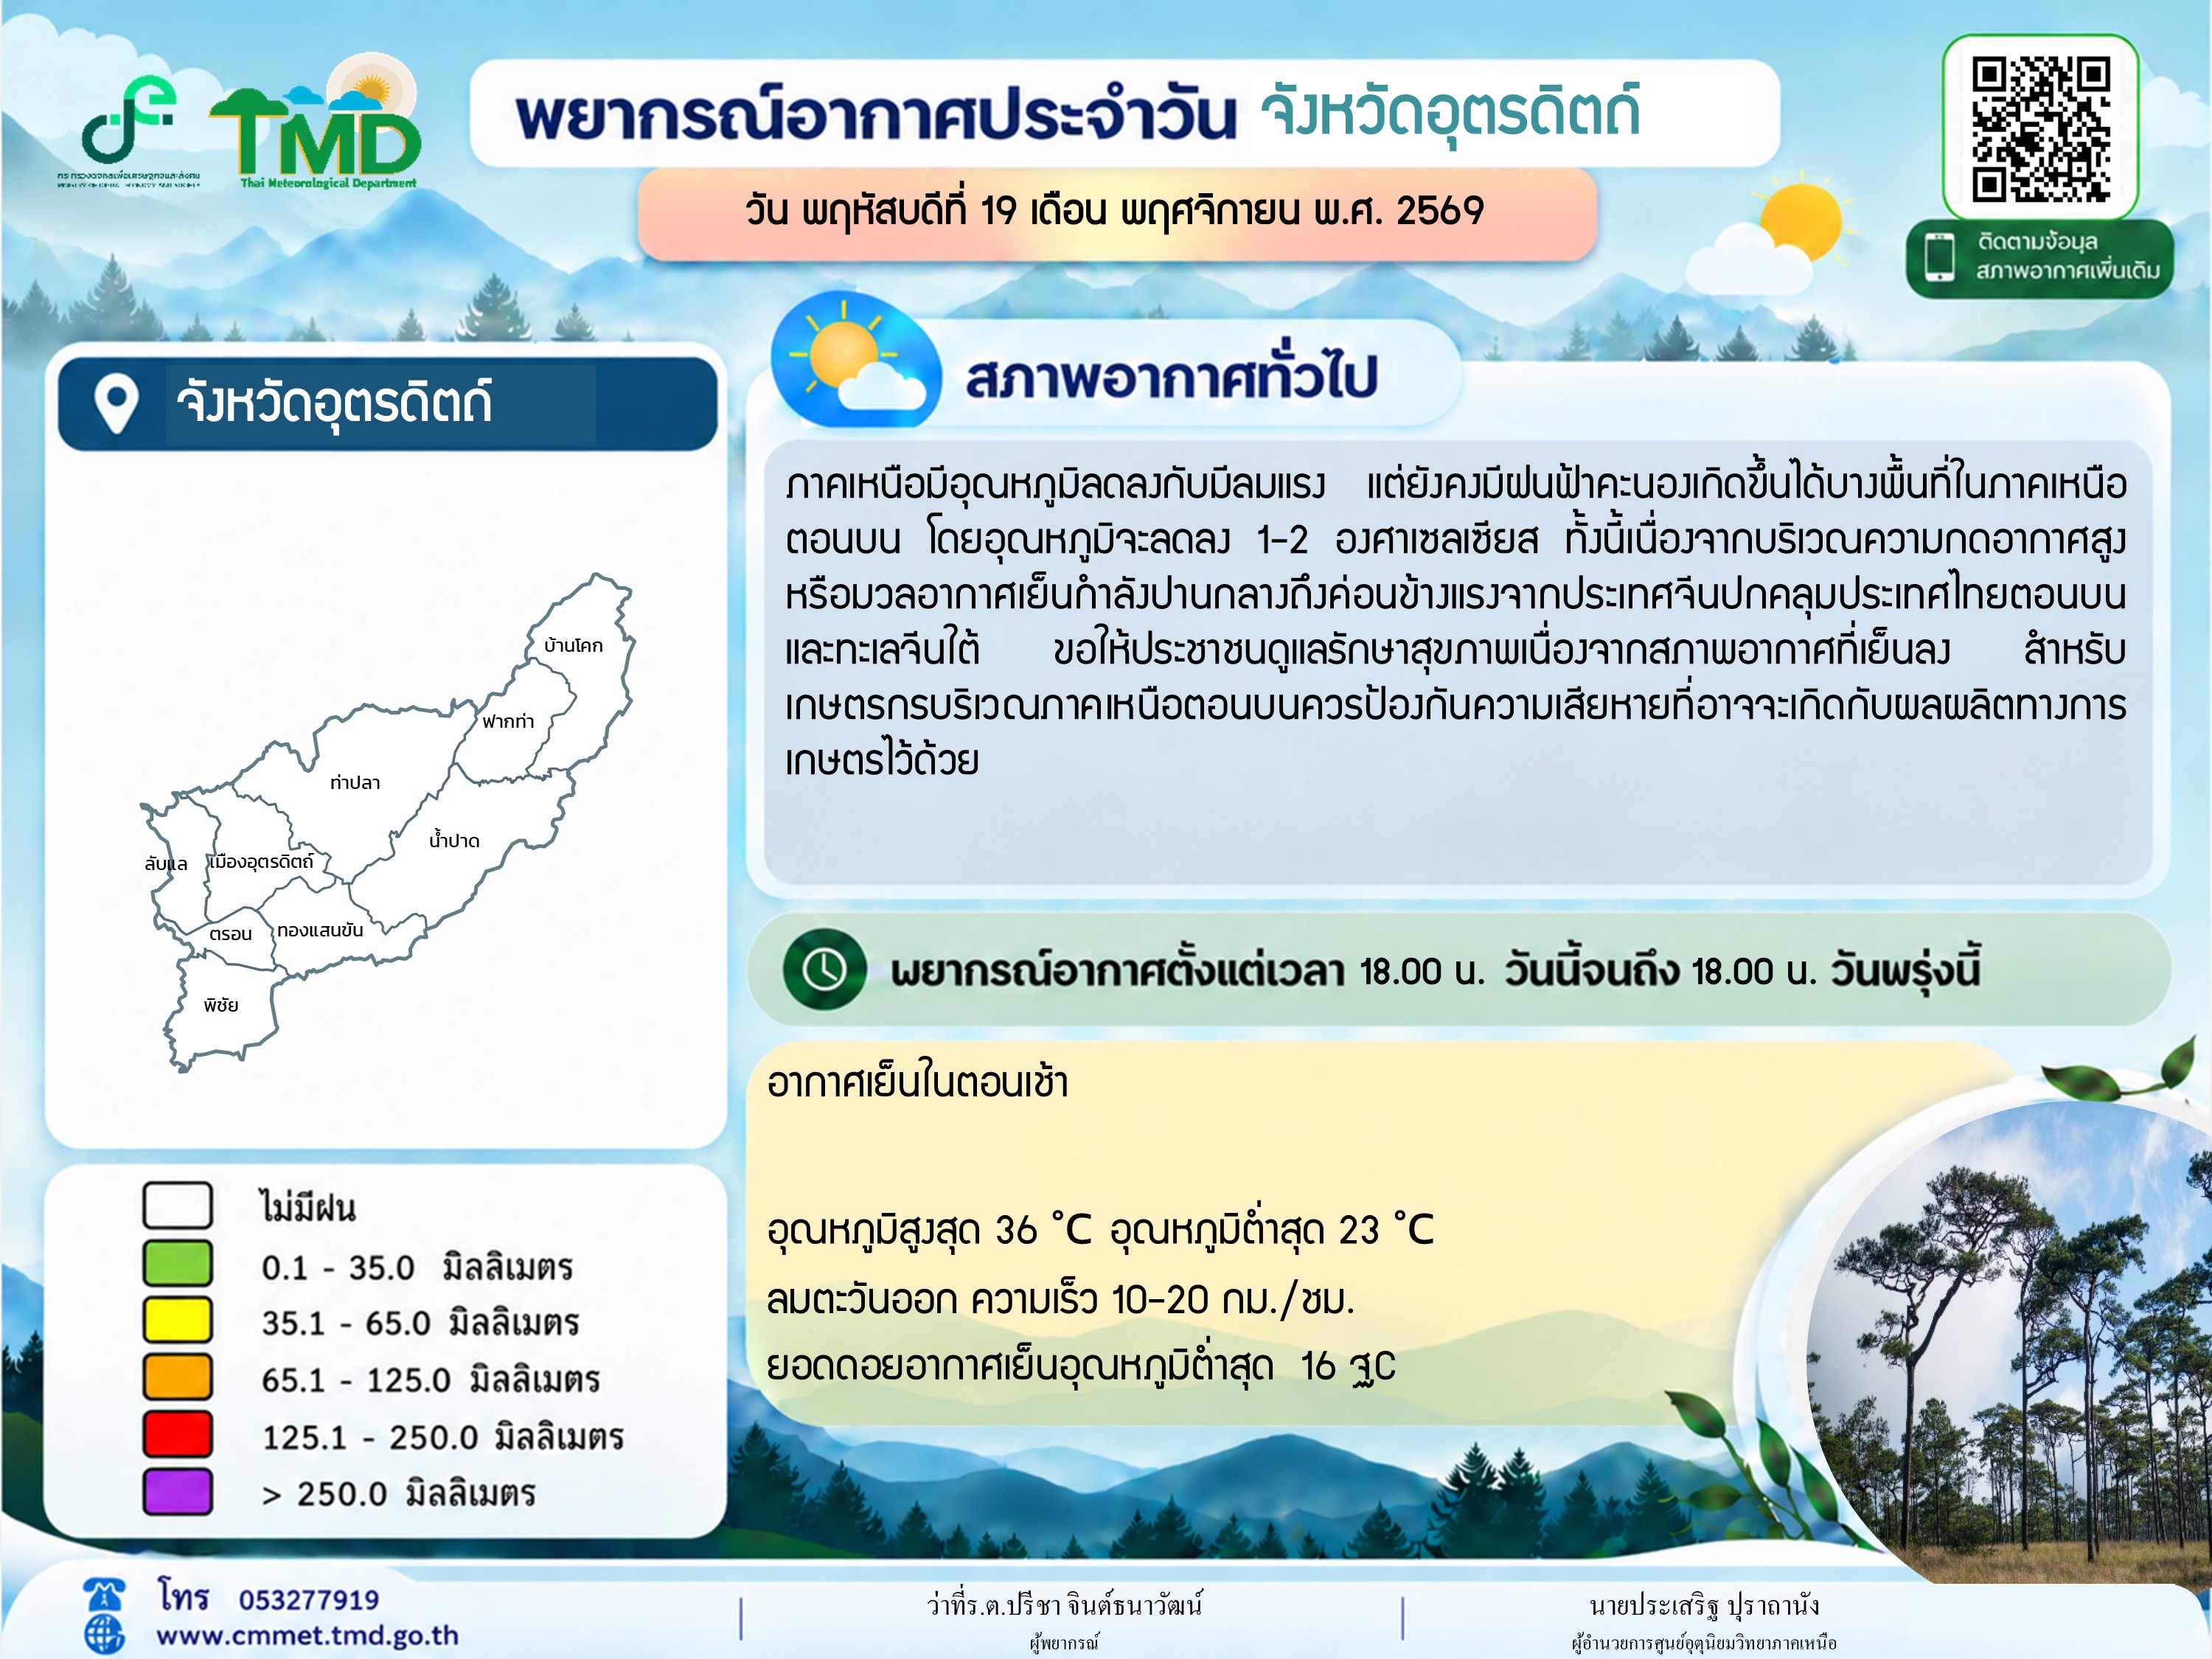 พยากรณ์อากาศประจำวัน จังหวัดอุตรดิตถ์
TMD
Thai Meteorological Department
วัน พฤหัสบดีที่ 19 เดือน พฤศจิกายน พ.ศ. 2569
ติดตามข้อมูล
สภาพอากาศเพิ่มเติม
จังหวัดอุตรดิตถ์
บ้านโคก
ฟากท่า
ท่าปลา
น้ำปาด
ลับแล
เมืองอุตรดิตถ์
ตรอน
ทองแสนขัน
พิชัย
ไม่มีฝน
0.1 - 35.0 มิลลิเมตร
35.1 - 65.0 มิลลิเมตร
65.1 - 125.0 มิลลิเมตร
125.1 - 250.0 มิลลิเมตร
> 250.0 มิลลิเมตร
สภาพอากาศทั่วไป
ภาคเหนือมีอุณหภูมิลดลงกับมีลมแรง แต่ยังคงมีฝนฟ้าคะนองเกิดขึ้นได้บางพื้นที่ในภาคเหนือ
ตอนบน โดยอุณหภูมิจะลดลง 1-2 องศาเซลเซียส ทั้งนี้เนื่องจากบริเวณความกดอากาศสูง
หรือมวลอากาศเย็นกำลังปานกลางถึงค่อนข้างแรงจากประเทศจีนปกคลุมประเทศไทยตอนบน
และทะเลจีนใต้ ขอให้ประชาชนดูแลรักษาสุขภาพเนื่องจากสภาพอากาศที่เย็นลง สำหรับ
เกษตรกรบริเวณภาคเหนือตอนบนควรป้องกันความเสียหายที่อาจจะเกิดกับผลผลิตทางการ
เกษตรไว้ด้วย
พยากรณ์อากาศตั้งแต่เวลา 18.00 น. วันนี้จนถึง 18.00 น. วันพรุ่งนี้
อากาศเย็นในตอนเช้า
อุณหภูมิสูงสุด 36 °C อุณหภูมิต่ำสุด 23 °C
ลมตะวันออก ความเร็ว 10-20 กม./ชม.
ยอดดอยอากาศเย็นอุณหภูมิต่ำสุด 16 ฐC
โทร 053277919
www.cmmet.tmd.go.th
ว่าที่ร.ต.ปรีชา จินต์ธนาวัฒน์
ผู้พยากรณ์
นายประเสริฐ ปุราถานัง
ผู้อำนวยการศูนย์อุตุนิยมวิทยาภาคเหนือ